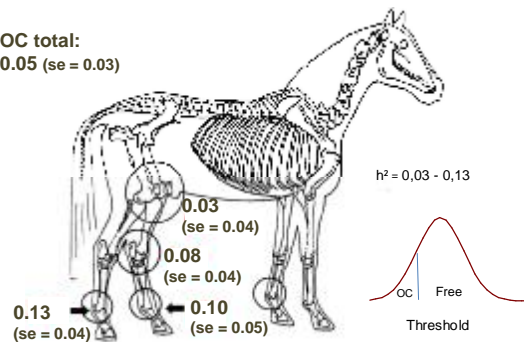 OC total:
0.05 (se = 0.03)
h² = 0,03 - 0,13
0.03
(se = 0.04)
0.08
(se = 0.04)
0.13
(se = 0.04)
0.10
(se = 0.05)
OC Free
Threshold